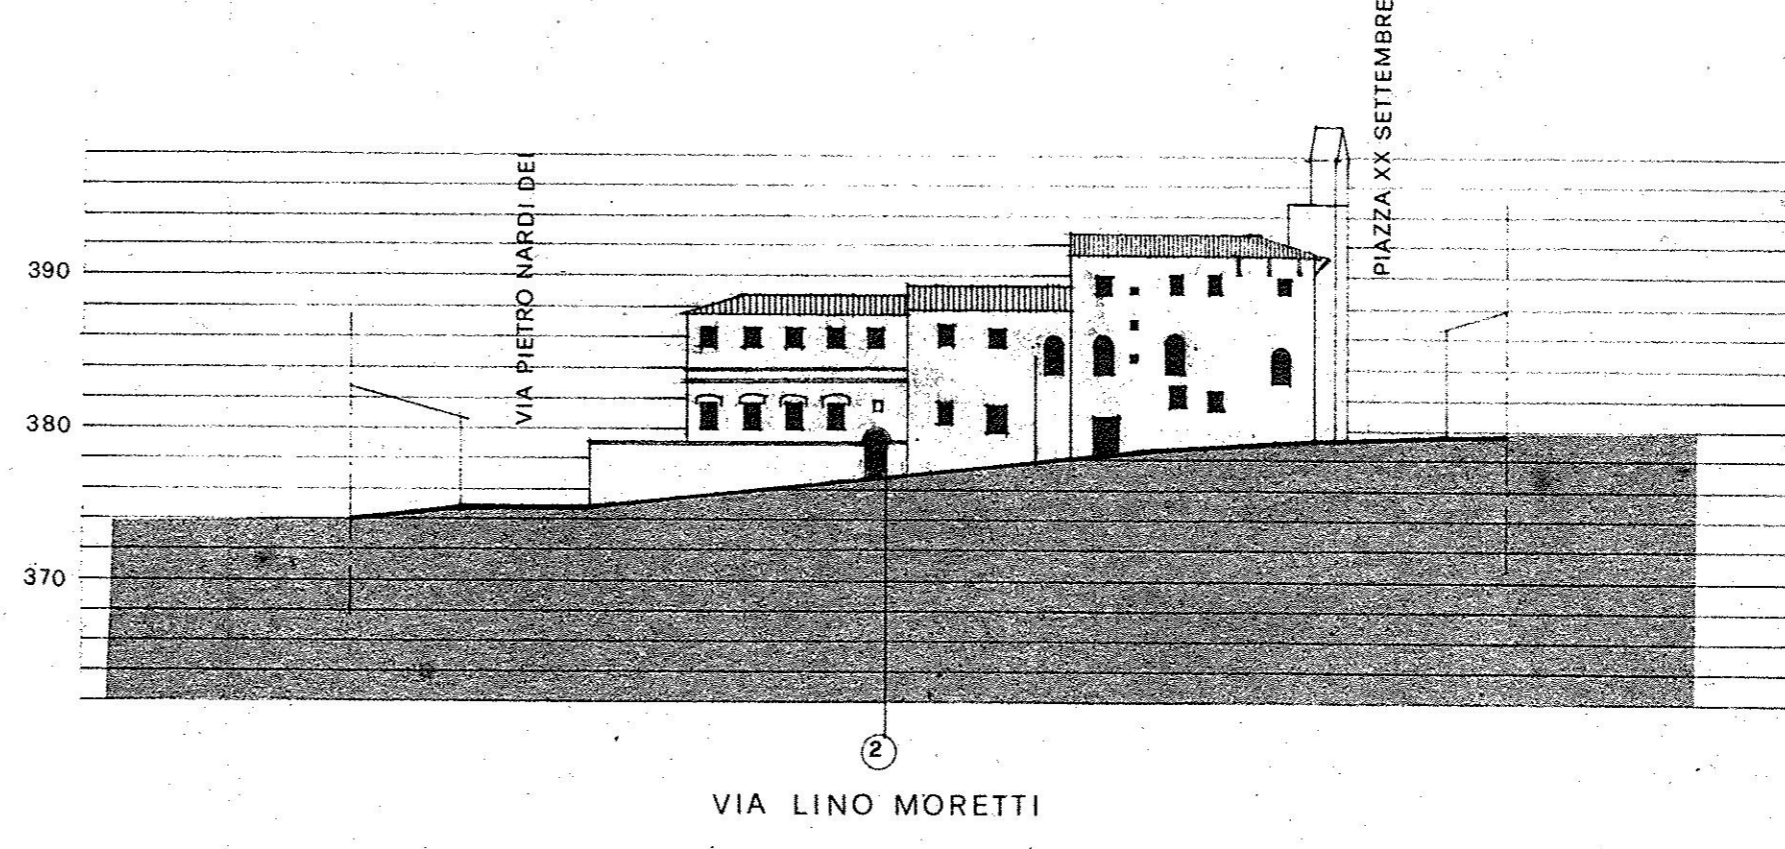 PIAZZA XX SETTEMBRE
VIA PIETRO NARDI DEI
390
380
370
2
VIA LINO MORETTI